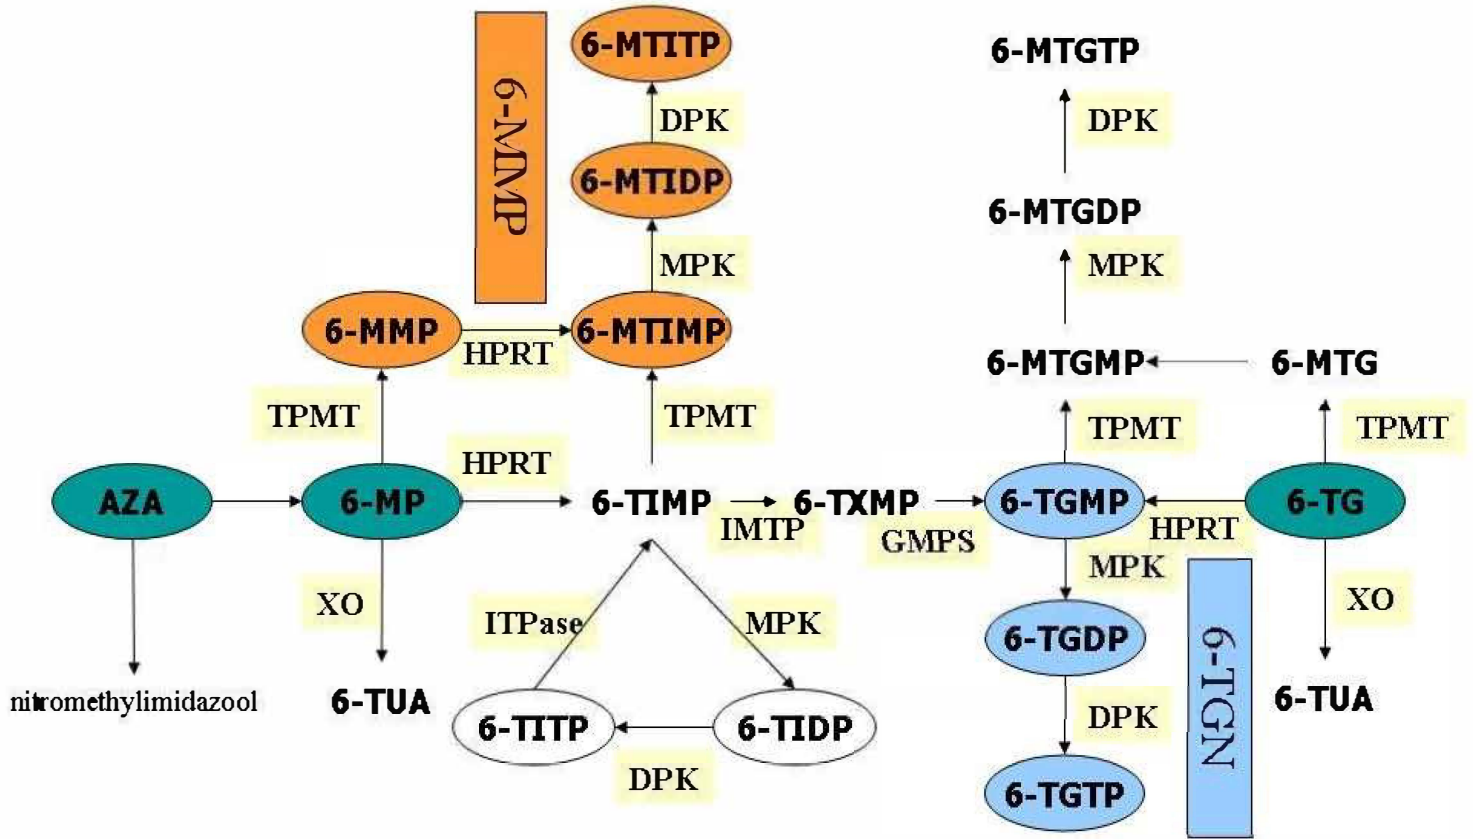 6-MTITP
6-MTGTP
6-MMP
DPK
DPK
6-MTIDP
6-MTGDP
MPK
MPK
6-MMP
HPRT
6-MTIMP
6-MTGMP
6-MTG
TPMT
TPMT
TPMT
TPMT
HPRT
AZA
6-MP
6-TIMP
IMTP
6-TXMP
GMPS
6-TGMP
HPRT
6-TG
MPK
XO
ITPase
MPK
XO
6-TGDP
6-TGN
nitromethylimidazool
6-TUA
6-TITP
6-TIDP
DPK
6-TUA
DPK
6-TGTP